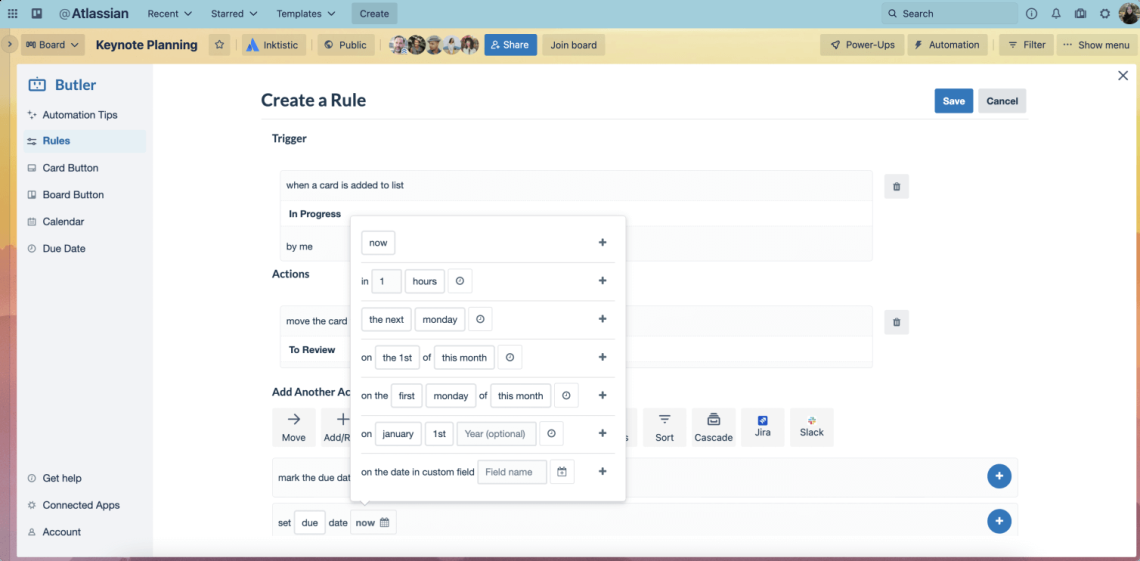 @Atlassian Recent Starred Templates Create Search
Board Keynote Planning Inktistic Public Share Join board Power-Ups Automation Filter ... Show menu
Butler
Automation Tips
Rules
Card Button
Board Button
Calendar
Due Date
Get help
Connected Apps
Account
Create a Rule Save Cancel
Trigger
when a card is added to list
In Progress
by me
Actions
move the card
To Review
Add Another
Move Add/R Sort Cascade Jira Slack
mark the due
set due date now
now
in 1 hours
the next monday
on the 1st of this month
on the first monday of this month
on january 1st Year (optional)
on the date in custom field Field name